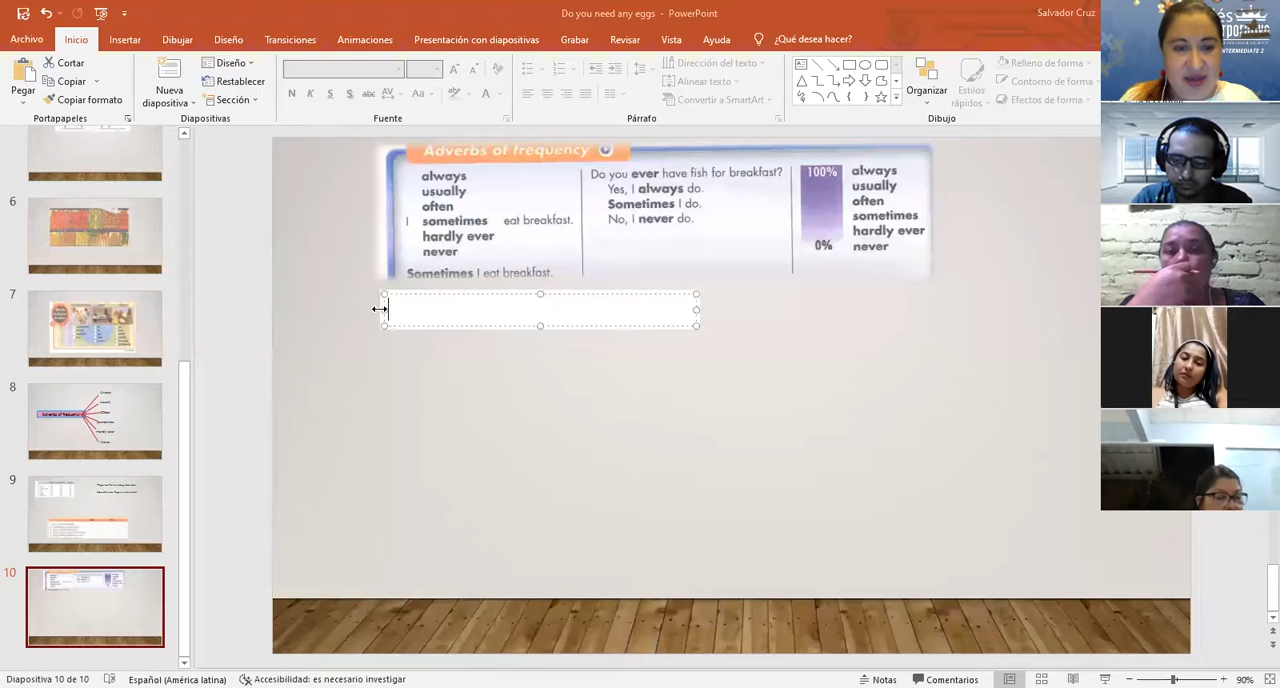 Do you need any eggs - PowerPoint
Salvador Cruz
Archivo
Inicio
Insertar
Dibujar
Diseño
Transiciones
Animaciones
Presentación con diapositivas
Grabar
Revisar
Vista
Ayuda
¿Qué desea hacer?
Pegar
Cortar
Copiar
Copiar formato
Portapapeles
Nueva
diapositiva
Diseño
Restablecer
Sección
Diapositivas
N K S S abc AV Aa A
Fuente
Dirección del texto
Alinear texto
Convertir a SmartArt
Párrafo
Organizar
Estilos
rápidos
Relleno de forma
Contorno de forma
Efectos de forma
Dibujo
INTERMEDIATE 2
6
7
8
9
10
Adverbs of frequency
always
usually
often
I sometimes eat breakfast.
hardly ever
never
Sometimes I eat breakfast.
Do you ever have fish for breakfast?
Yes, I always do.
Sometimes I do.
No, I never do.
100%
0%
always
usually
often
sometimes
hardly ever
never
Diapositiva 10 de 10
Español (América latina)
Accesibilidad: es necesario investigar
Notas
Comentarios
90%